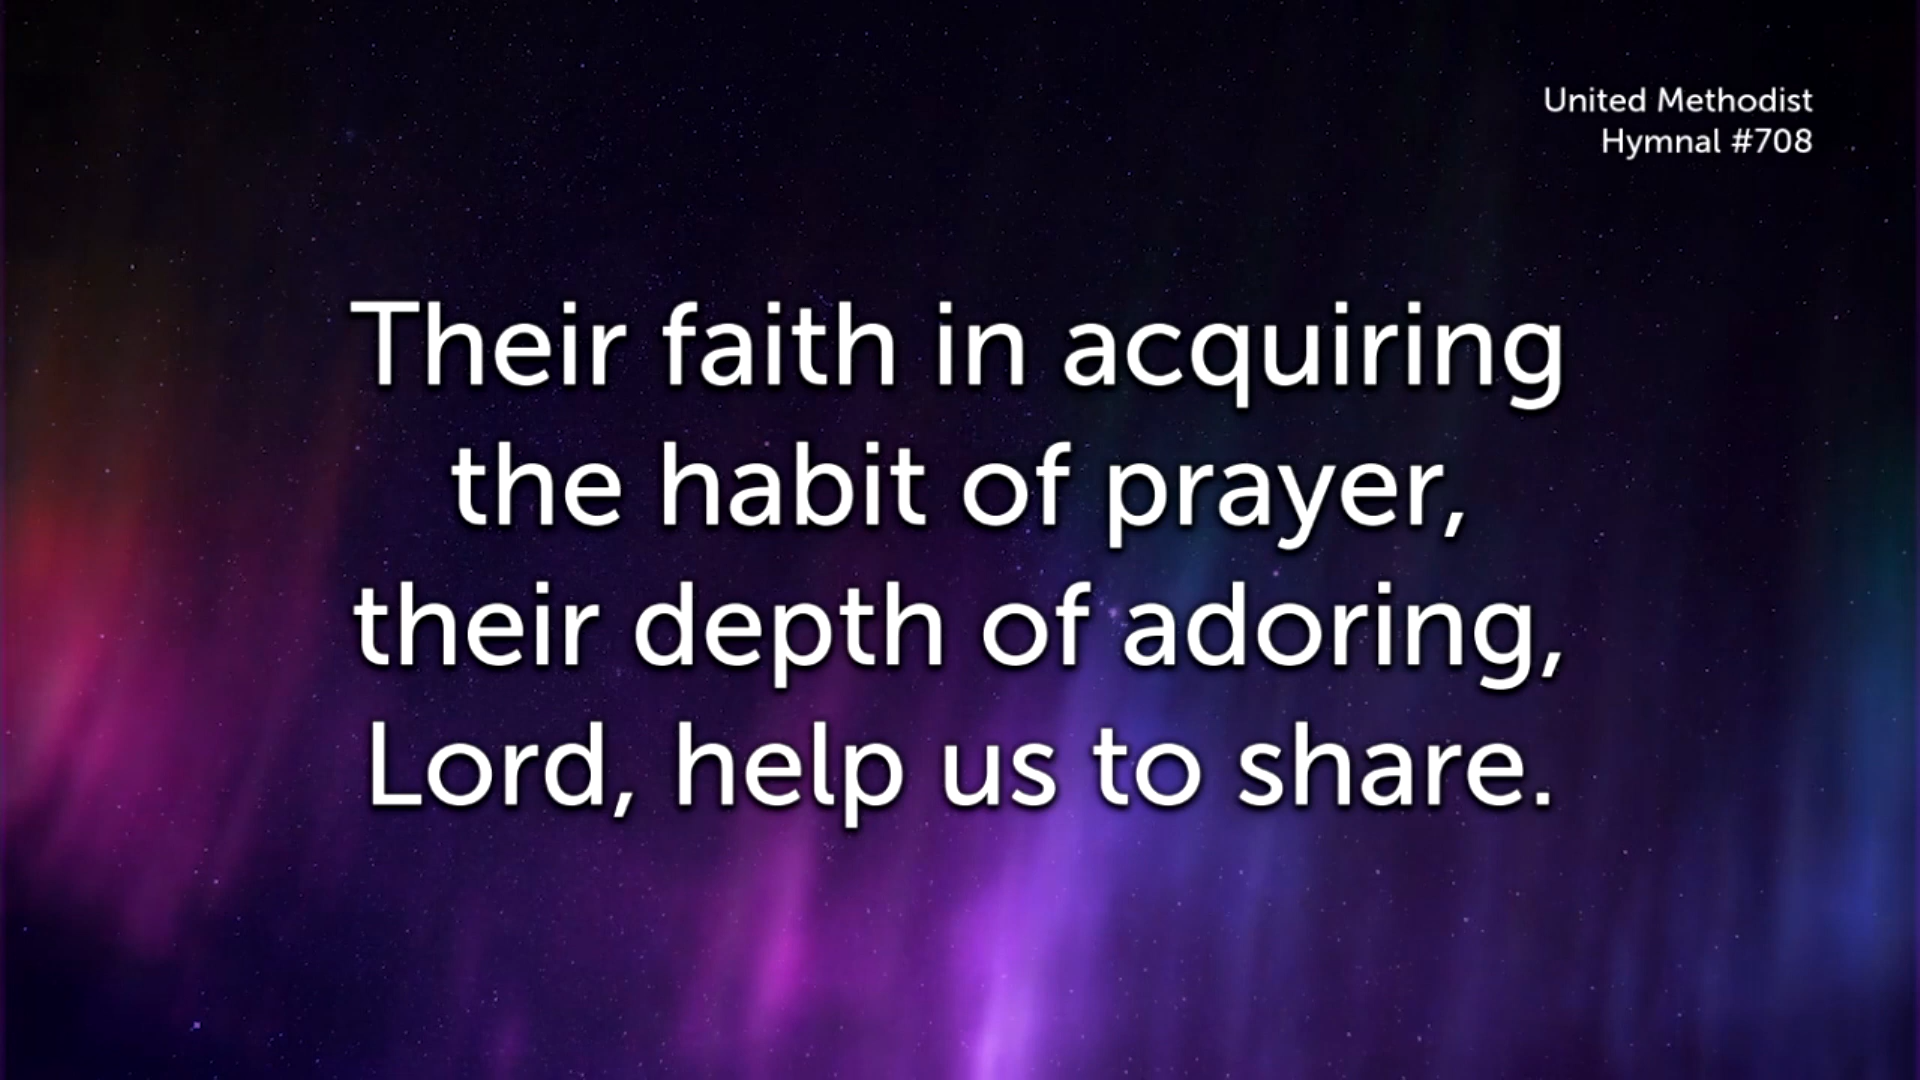 United Methodist
Hymnal #708
Their faith in acquiring
the habit of prayer,
their depth of adoring,
Lord, help us to share.